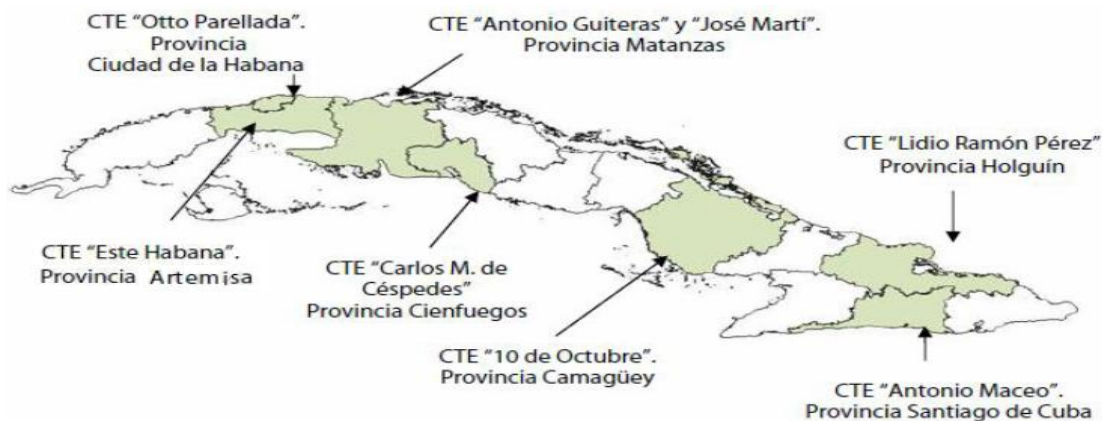 CTE “Otto Parellada”.
Provincia
Ciudad de la Habana
CTE “Antonio Guiteras” y “José Martí”.
Provincia Matanzas
CTE “Lidio Ramón Pérez”
Provincia Holguín
CTE “Este Habana”.
Provincia Artemisa
CTE “Carlos M. de
Céspedes”
Provincia Cienfuegos
CTE “10 de Octubre”.
Provincia Camagüey
CTE “Antonio Maceo”.
Provincia Santiago de Cuba